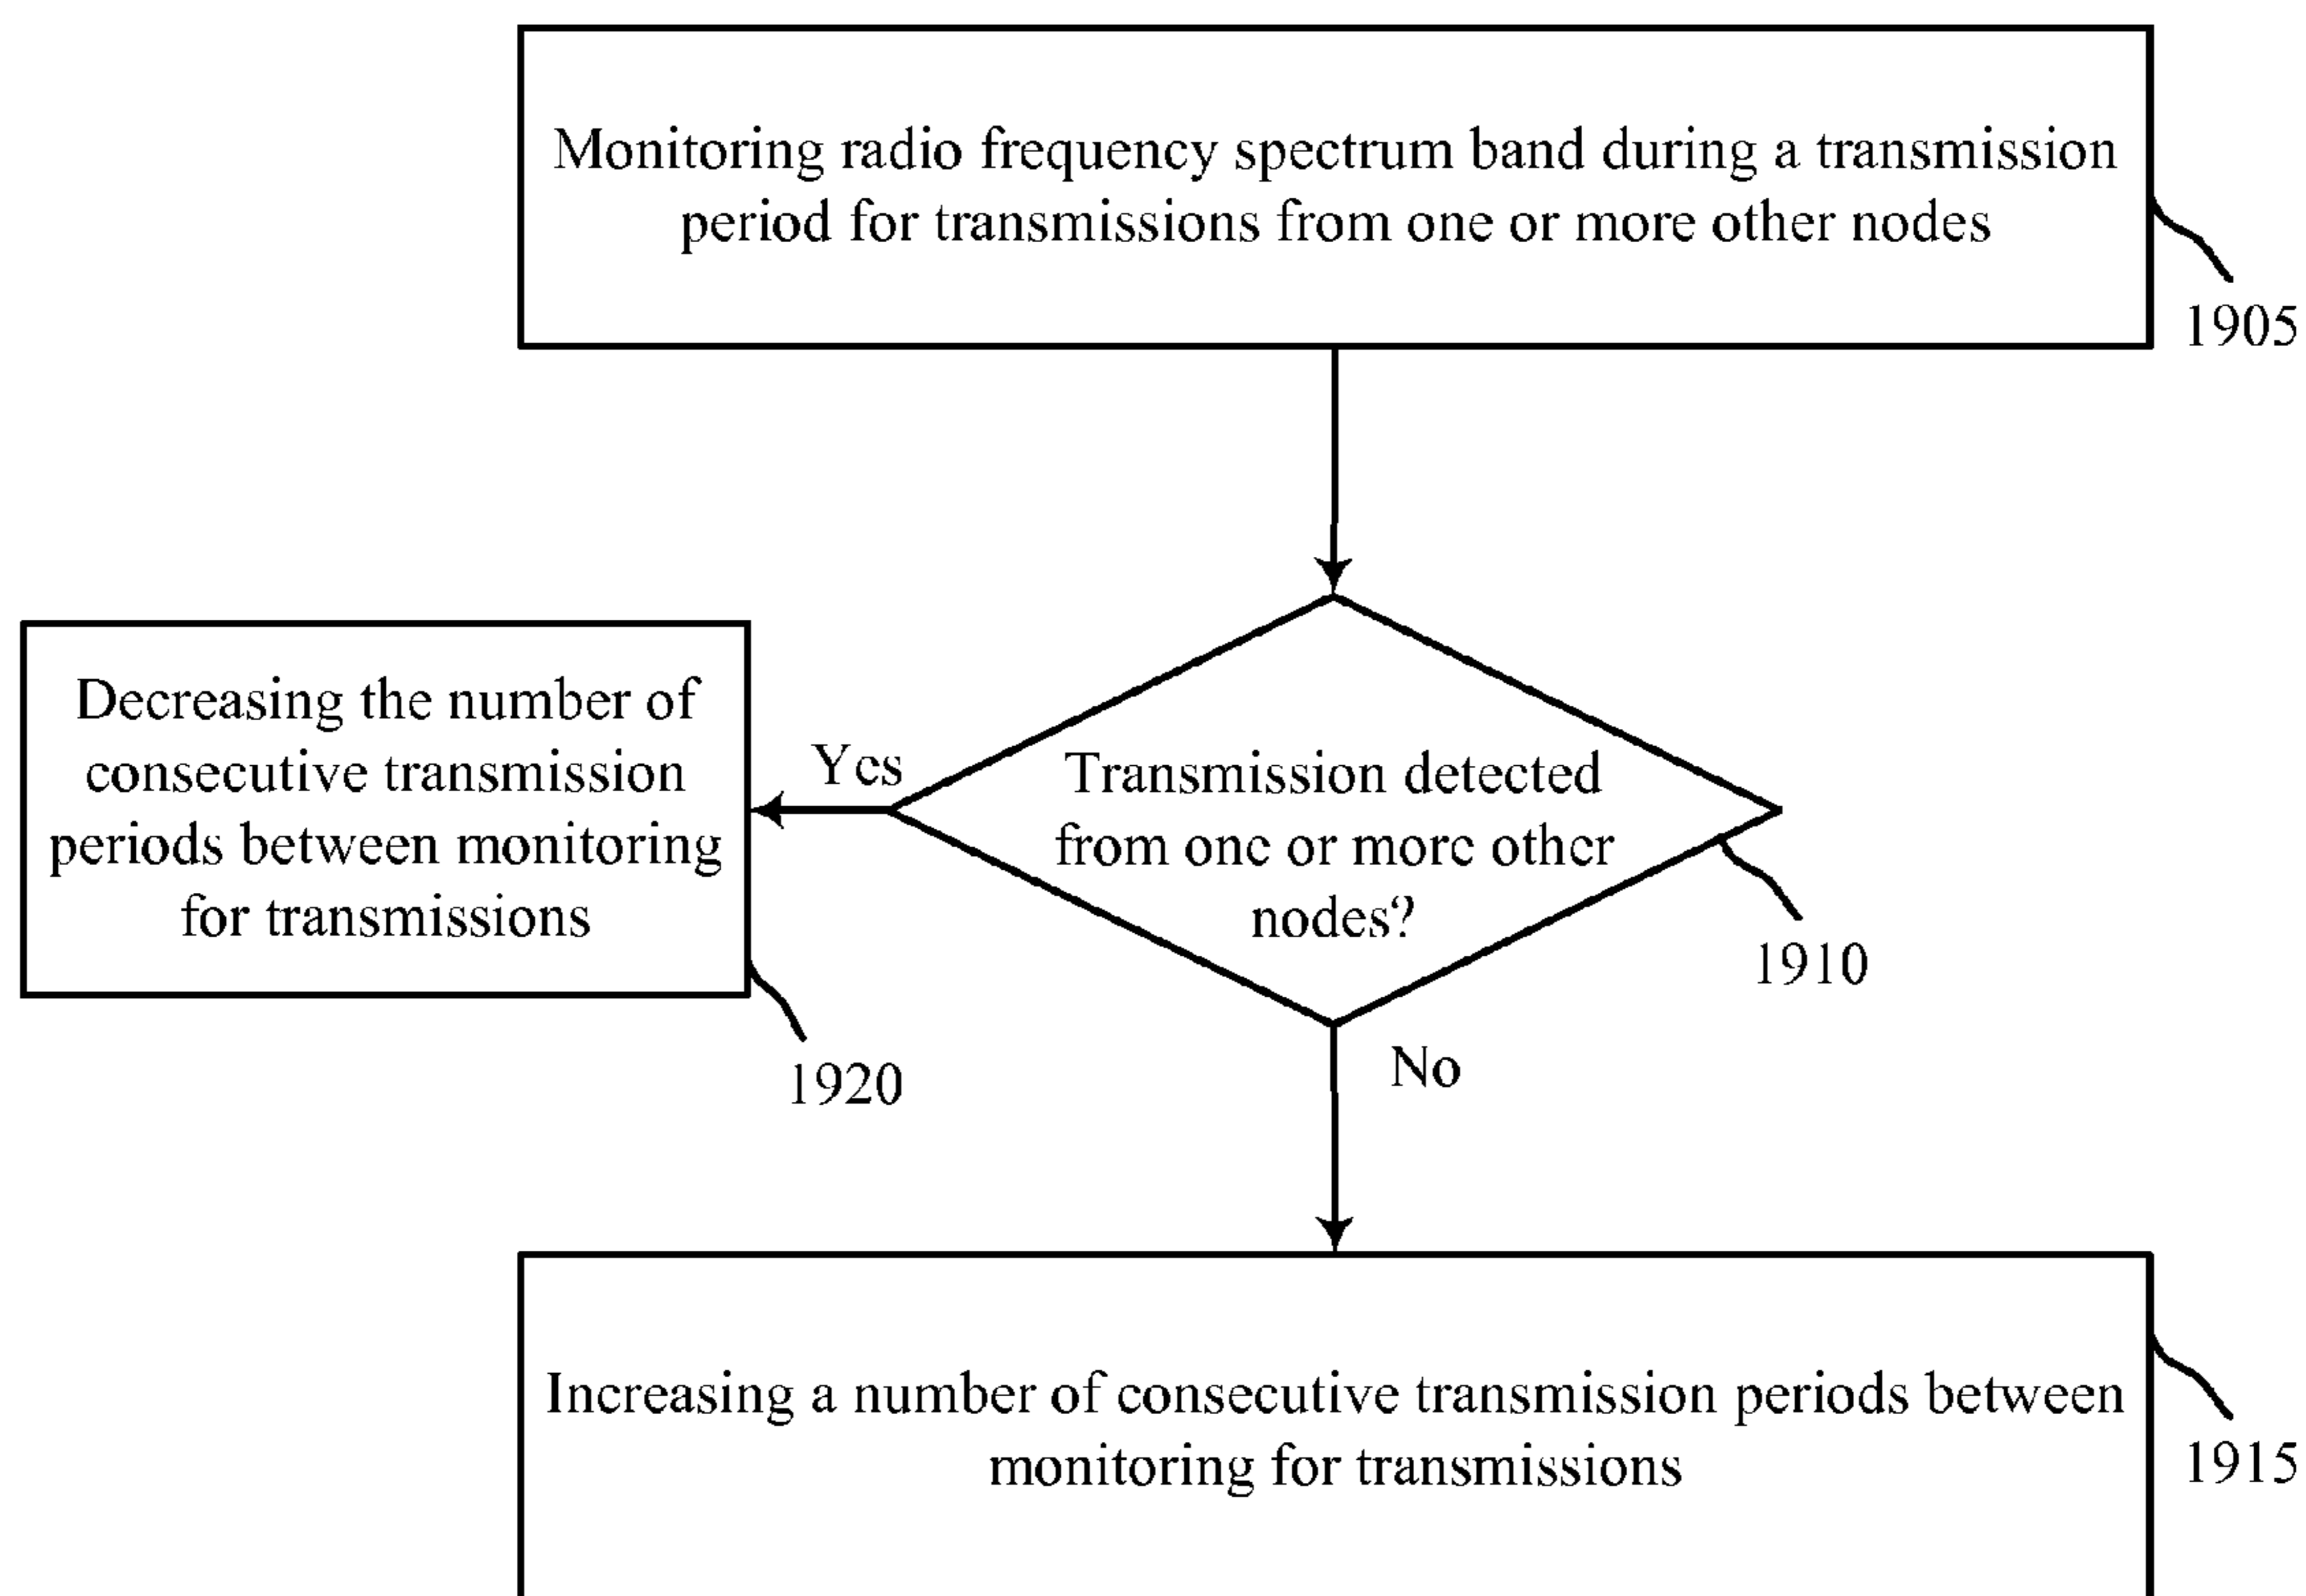 Monitoring radio frequency spectrum band during a transmission
period for transmissions from one or more other nodes
1905
Decreasing the number of
consecutive transmission
periods between monitoring
for transmissions
1920
Yes
Transmission detected
from one or more other
nodes?
1910
No
Increasing a number of consecutive transmission periods between
monitoring for transmissions
1915